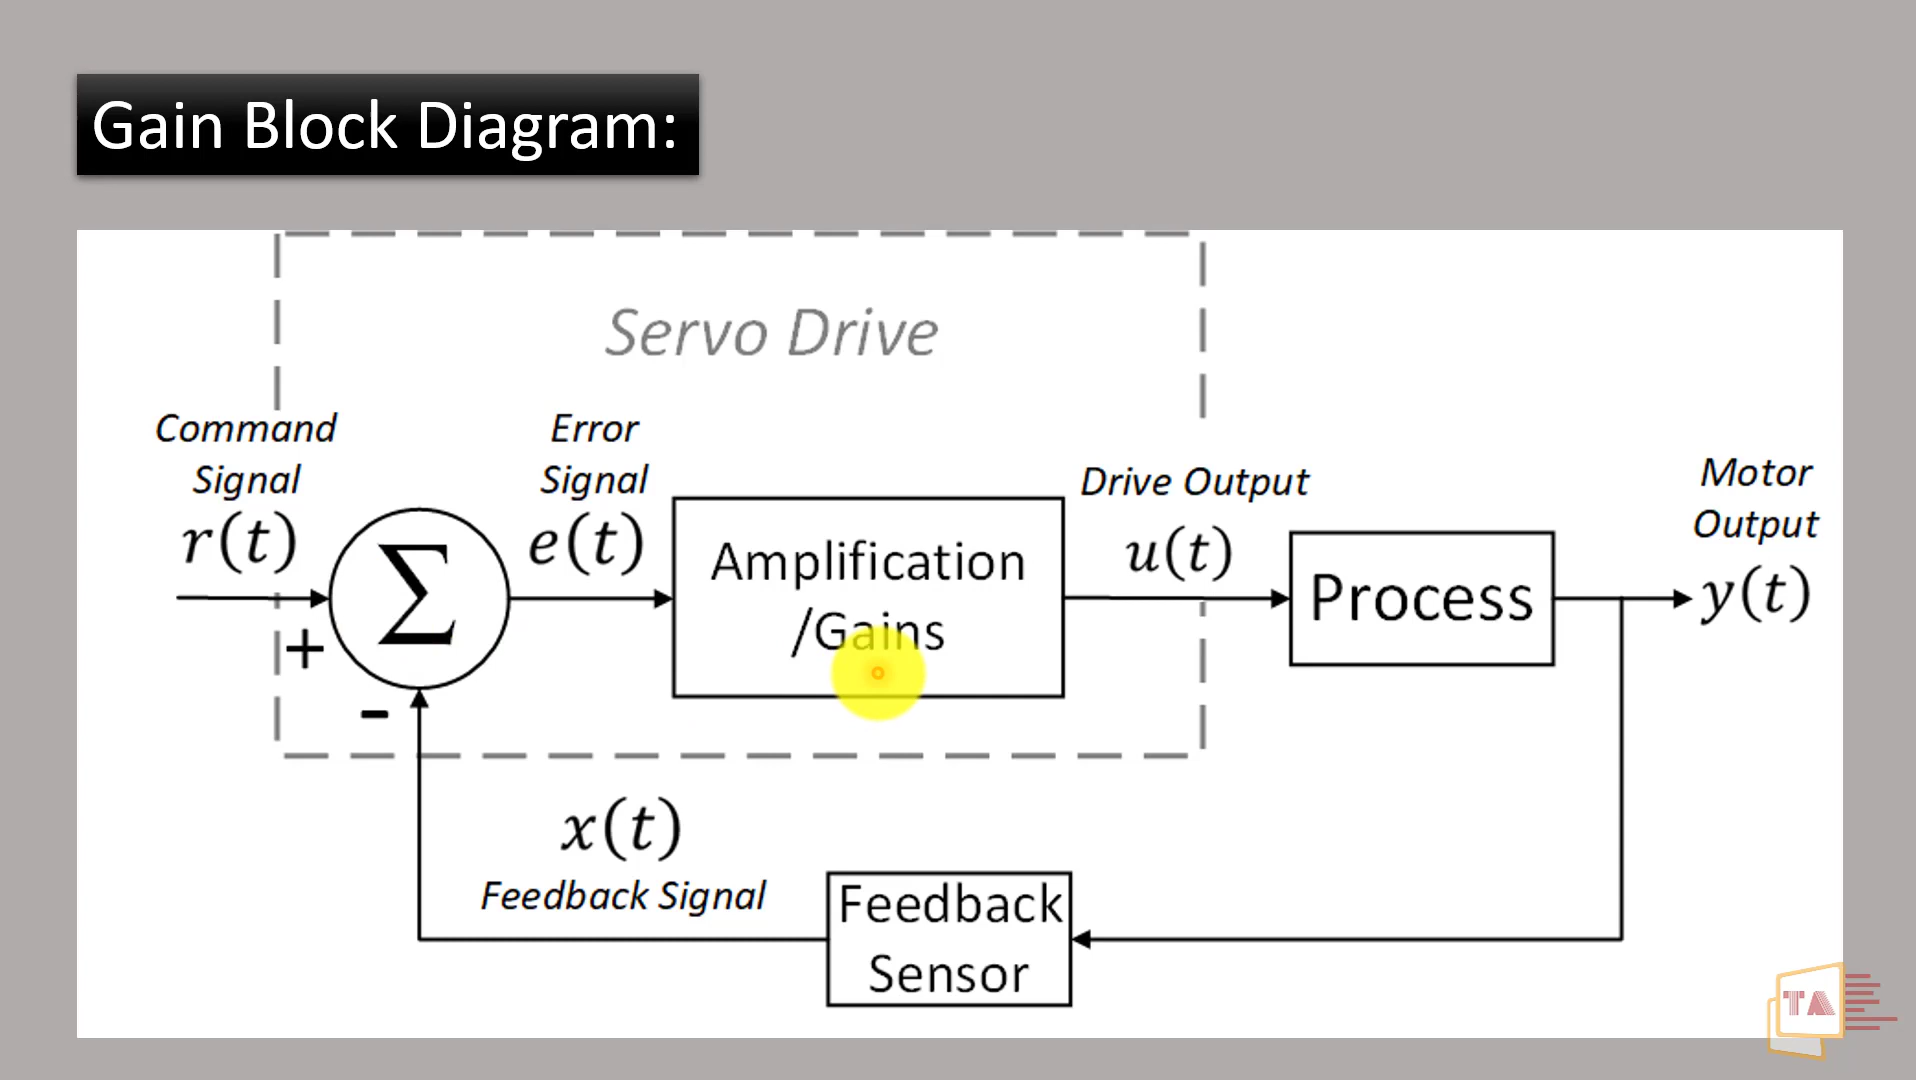 Gain Block Diagram:
Servo Drive
Command
Signal
r(t)
+
-
Σ
Error
Signal
e(t)
Amplification
/Gains
Drive Output
u(t)
Process
Motor
Output
y(t)
x(t)
Feedback Signal
Feedback
Sensor
TA